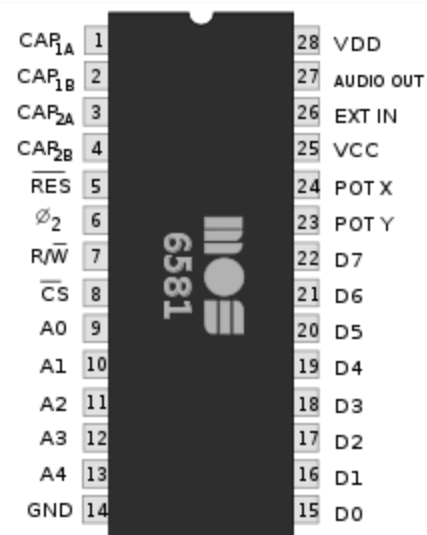 CAP1A 1 28 VDD
CAP1B 2 27 AUDIO OUT
CAP2A 3 26 EXT IN
CAP2B 4 25 VCC
R̅E̅S̅ 5 24 POT X
Ø2 6 23 POT Y
R/W̅ 7 22 D7
C̅S̅ 8 21 D6
A0 9 20 D5
A1 10 19 D4
A2 11 18 D3
A3 12 17 D2
A4 13 16 D1
GND 14 15 D0
mos
6581